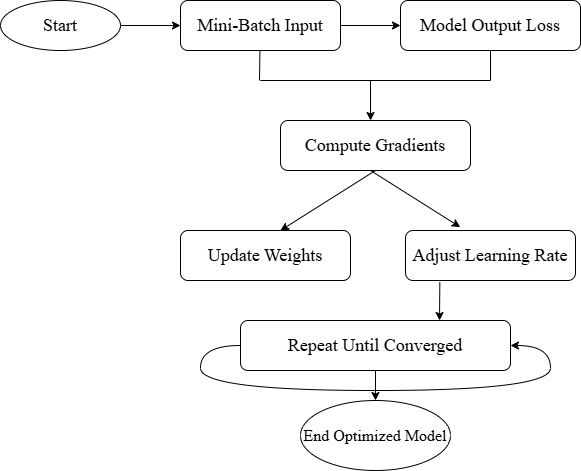 Start
Mini-Batch Input
Model Output Loss
Compute Gradients
Update Weights
Adjust Learning Rate
Repeat Until Converged
End Optimized Model